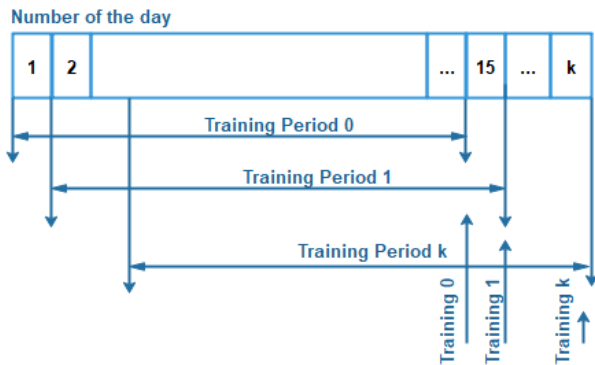 Number of the day
1 2 ... 15 ... k
Training Period 0
Training Period 1
Training Period k
Training 0
Training 1
Training k